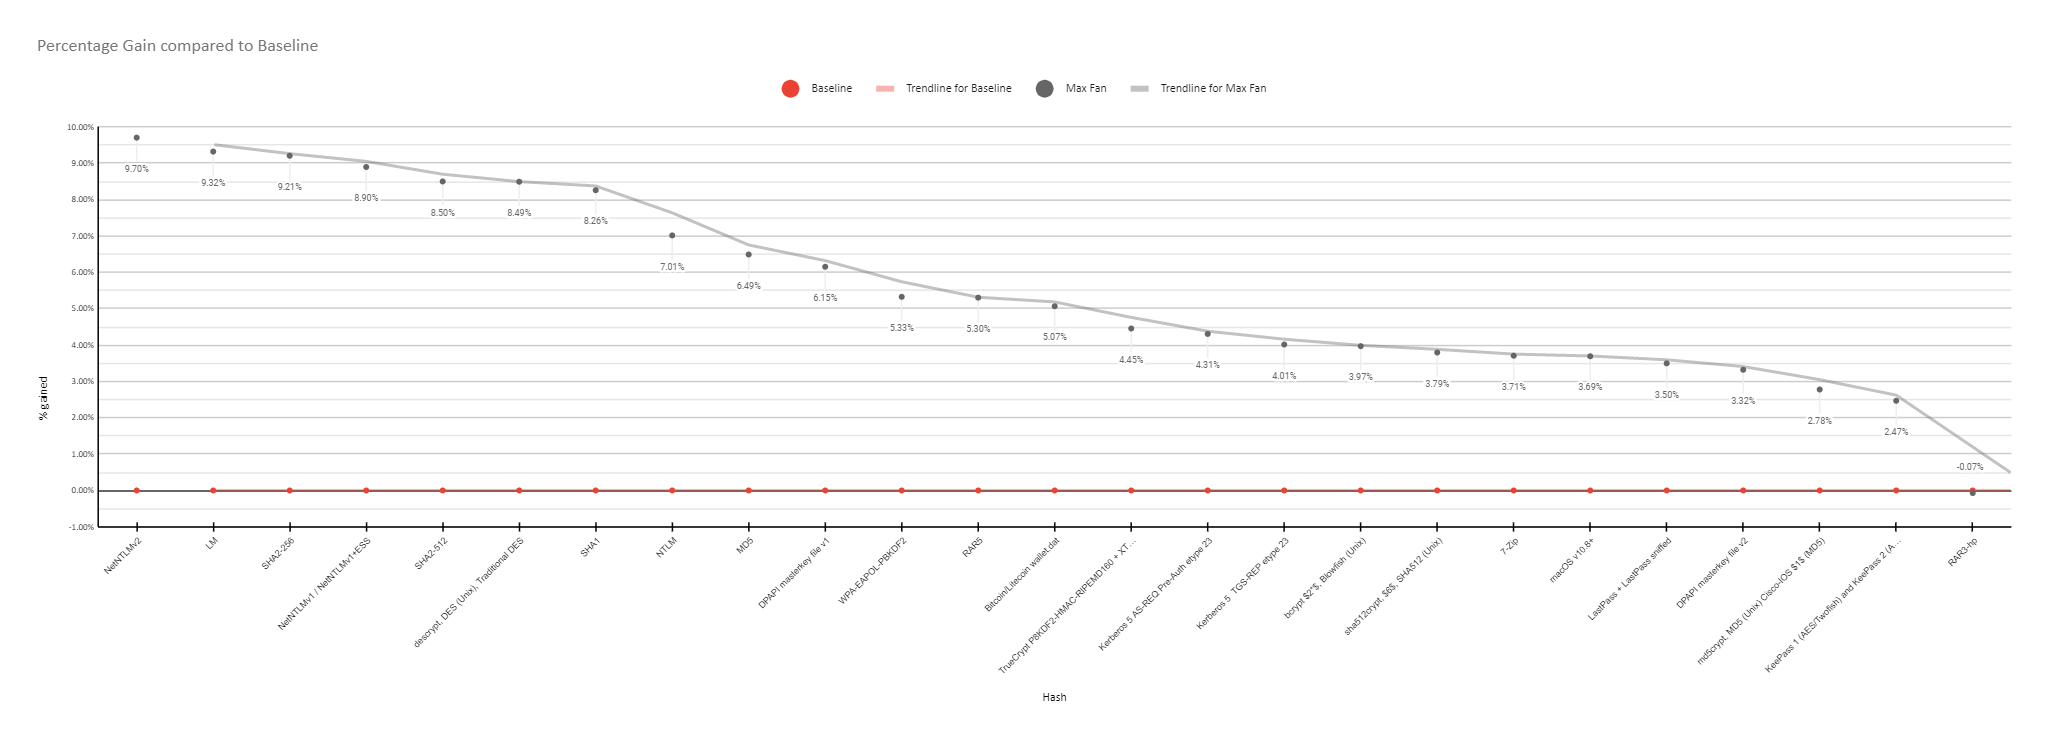 Percentage Gain compared to Baseline
Baseline
Trendline for Baseline
Max Fan
Trendline for Max Fan
% gained
10.00%
9.00%
8.00%
7.00%
6.00%
5.00%
4.00%
3.00%
2.00%
1.00%
0.00%
-1.00%
9.70%
9.32%
9.21%
8.90%
8.50%
8.49%
8.26%
7.01%
6.49%
6.15%
5.33%
5.30%
5.07%
4.45%
4.31%
4.01%
3.97%
3.79%
3.71%
3.69%
3.50%
3.32%
2.78%
2.47%
-0.07%
NetNTLMv2
LM
SHA2-256
NetNTLMv1 / NetNTLMv1+ESS
SHA2-512
descrypt, DES (Unix), Traditional DES
SHA1
NTLM
MD5
DPAPI masterkey file v1
WPA-EAPOL-PBKDF2
RAR5
Bitcoin/Litecoin wallet.dat
TrueCrypt PBKDF2-HMAC-RIPEMD160 + XT…
Kerberos 5 AS-REQ Pre-Auth etype 23
Kerberos 5  TGS-REP etype 23
bcrypt $2*$, Blowfish (Unix)
sha512crypt, $6$, SHA512 (Unix)
7-Zip
macOS v10.8+
LastPass + LastPass sniffed
DPAPI masterkey file v2
md5crypt, MD5 (Unix) Cisco-IOS $1$ (MD5)
KeePass 1 (AES/Twofish) and KeePass 2 (A…
RAR3-hp
Hash